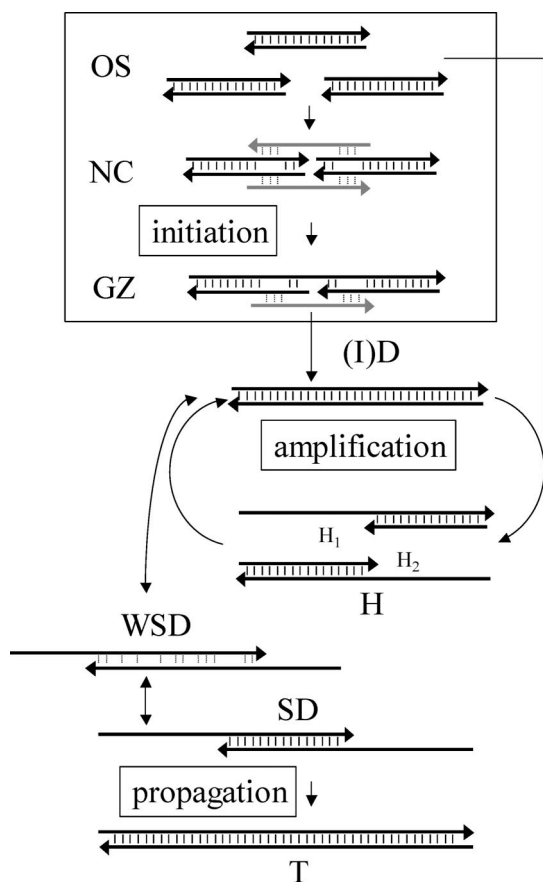 OS
NC
initiation
GZ
(I)D
amplification
H₁
H₂
H
WSD
SD
propagation
T